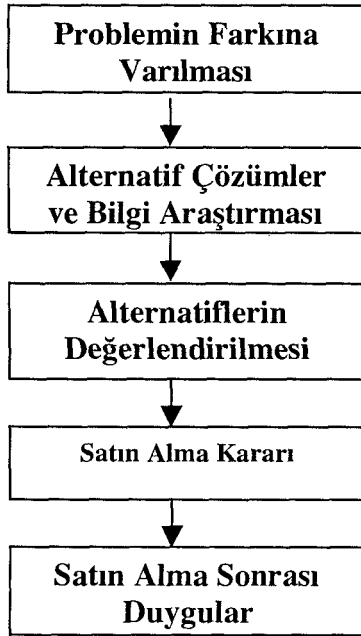 Problemin Farkına
Varılması
Alternatif Çözümler
ve Bilgi Araştırması
Alternatiflerin
Değerlendirilmesi
Satın Alma Kararı
Satın Alma Sonrası
Duygular